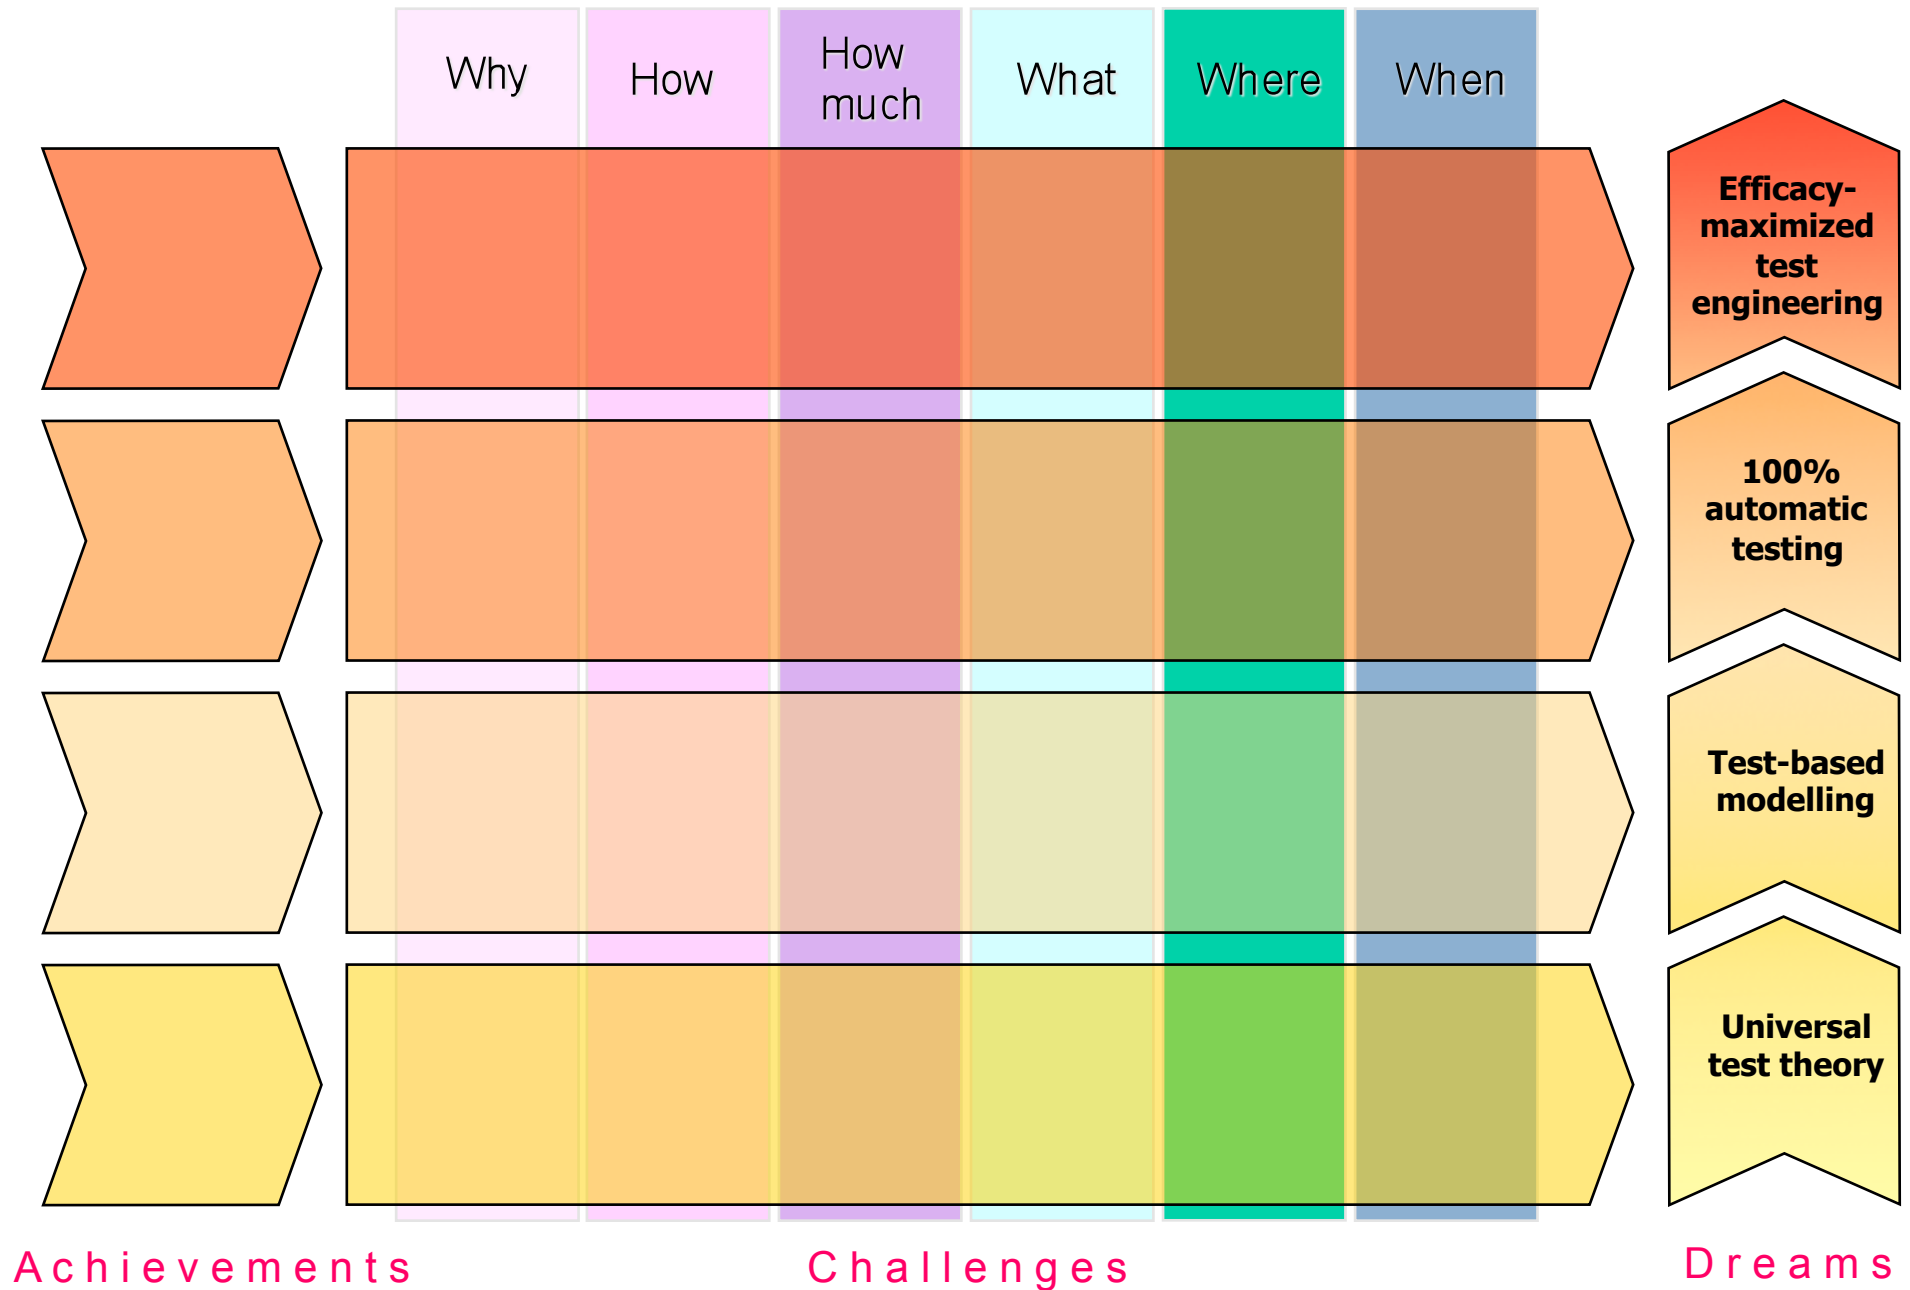 Why
How
How
much
What
Where
When
Efficacy-
maximized
test
engineering
100%
automatic
testing
Test-based
modelling
Universal
test theory
Achievements
Challenges
Dreams